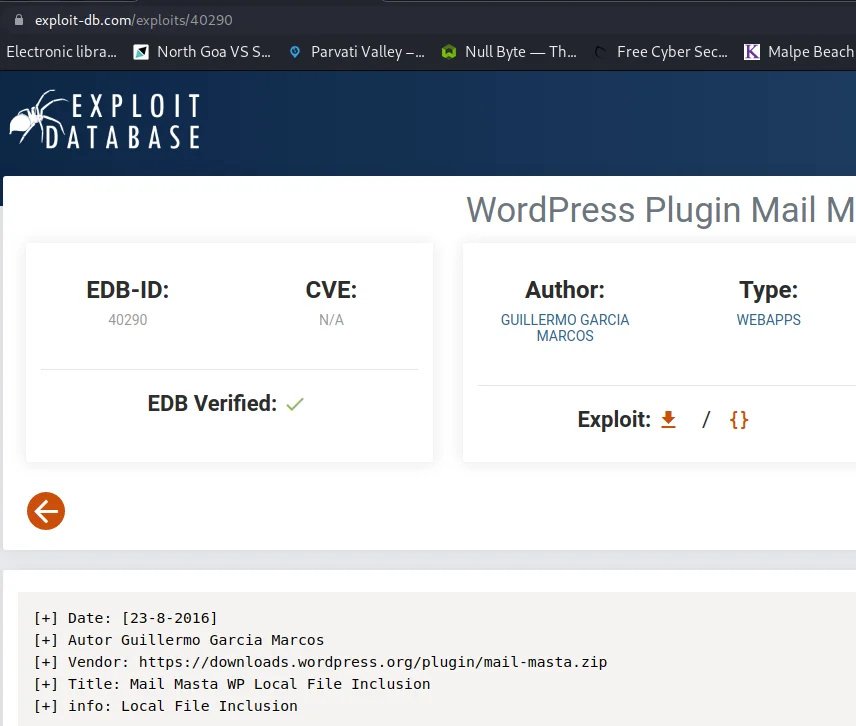 exploit-db.com/exploits/40290
Electronic libra... North Goa VS S... Parvati Valley –... Null Byte — Th... Free Cyber Sec... Malpe Beach
EXPLOIT
DATABASE
WordPress Plugin Mail M
EDB-ID: CVE:
40290 N/A
EDB Verified:
Author: Type:
GUILLERMO GARCIA WEBAPPS
MARCOS
Exploit: / {}
[+] Date: [23-8-2016]
[+] Autor Guillermo Garcia Marcos
[+] Vendor: https://downloads.wordpress.org/plugin/mail-masta.zip
[+] Title: Mail Masta WP Local File Inclusion
[+] info: Local File Inclusion